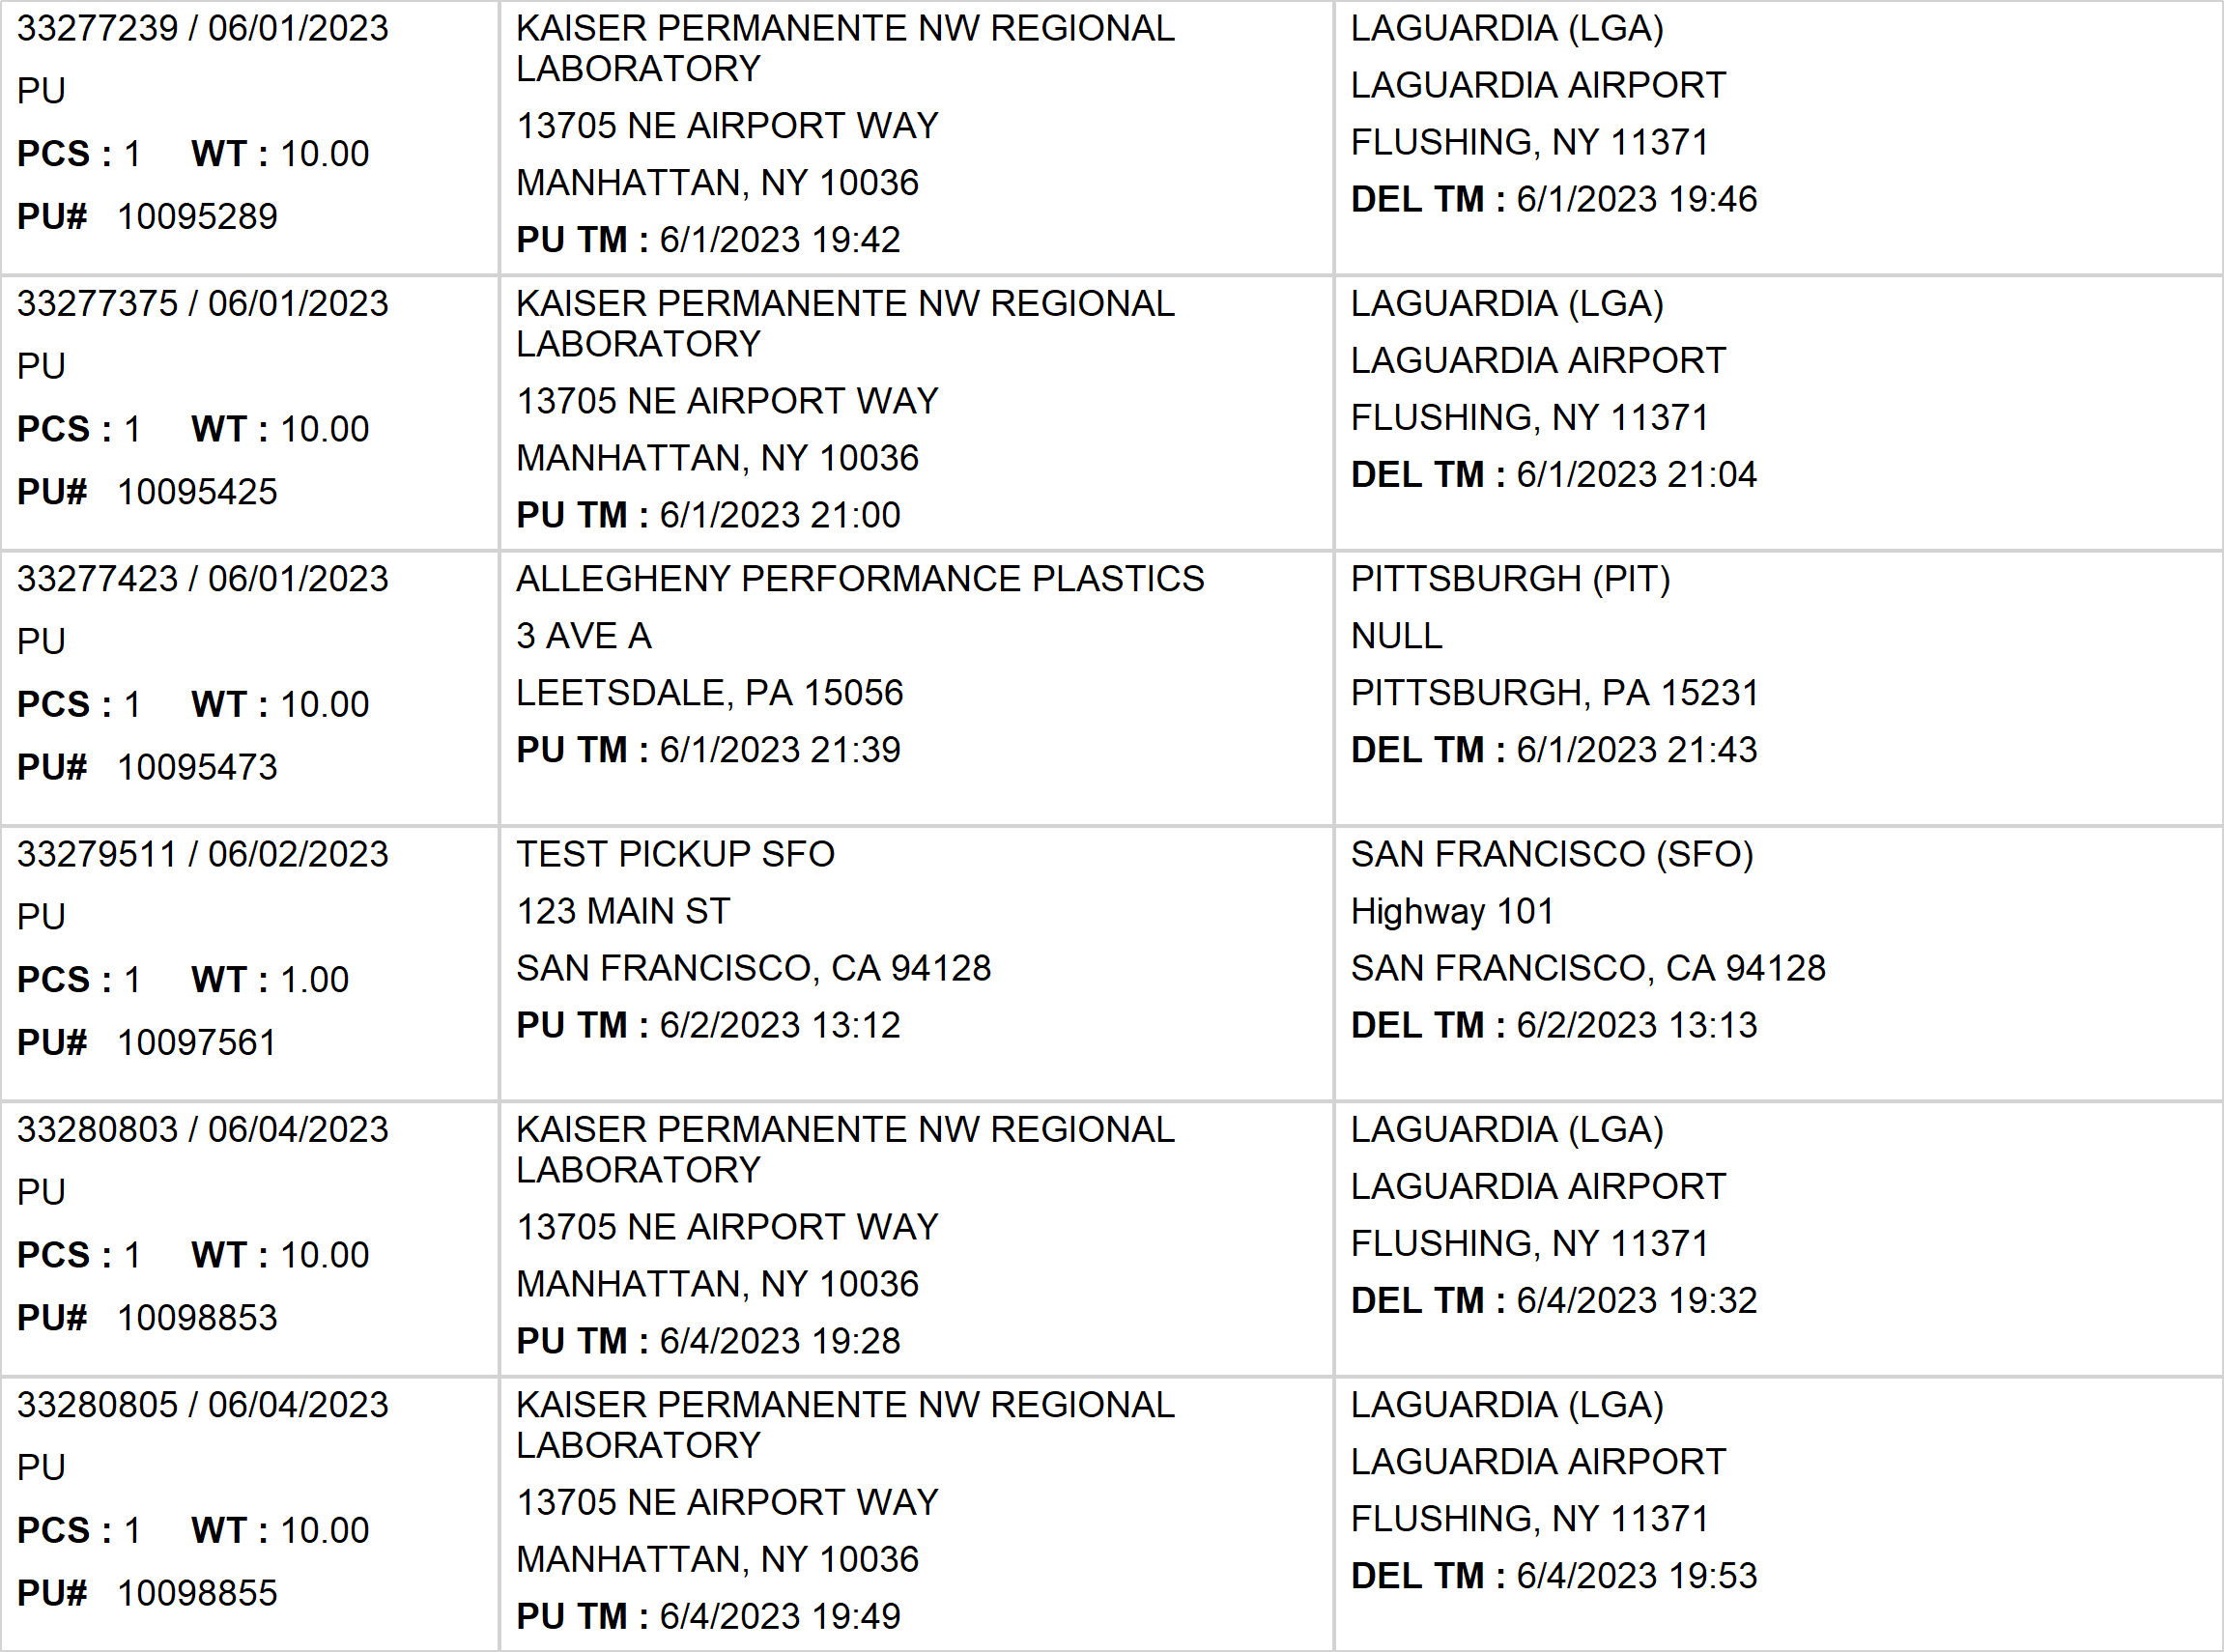 33277239 / 06/01/2023
PU
PCS : 1 WT : 10.00
PU# 10095289
KAISER PERMANENTE NW REGIONAL
LABORATORY
13705 NE AIRPORT WAY
MANHATTAN, NY 10036
PU TM : 6/1/2023 19:42
LAGUARDIA (LGA)
LAGUARDIA AIRPORT
FLUSHING, NY 11371
DEL TM : 6/1/2023 19:46
33277375 / 06/01/2023
PU
PCS : 1 WT : 10.00
PU# 10095425
KAISER PERMANENTE NW REGIONAL
LABORATORY
13705 NE AIRPORT WAY
MANHATTAN, NY 10036
PU TM : 6/1/2023 21:00
LAGUARDIA (LGA)
LAGUARDIA AIRPORT
FLUSHING, NY 11371
DEL TM : 6/1/2023 21:04
33277423 / 06/01/2023
PU
PCS : 1 WT : 10.00
PU# 10095473
ALLEGHENY PERFORMANCE PLASTICS
3 AVE A
LEETSDALE, PA 15056
PU TM : 6/1/2023 21:39
PITTSBURGH (PIT)
NULL
PITTSBURGH, PA 15231
DEL TM : 6/1/2023 21:43
33279511 / 06/02/2023
PU
PCS : 1 WT : 1.00
PU# 10097561
TEST PICKUP SFO
123 MAIN ST
SAN FRANCISCO, CA 94128
PU TM : 6/2/2023 13:12
SAN FRANCISCO (SFO)
Highway 101
SAN FRANCISCO, CA 94128
DEL TM : 6/2/2023 13:13
33280803 / 06/04/2023
PU
PCS : 1 WT : 10.00
PU# 10098853
KAISER PERMANENTE NW REGIONAL
LABORATORY
13705 NE AIRPORT WAY
MANHATTAN, NY 10036
PU TM : 6/4/2023 19:28
LAGUARDIA (LGA)
LAGUARDIA AIRPORT
FLUSHING, NY 11371
DEL TM : 6/4/2023 19:32
33280805 / 06/04/2023
PU
PCS : 1 WT : 10.00
PU# 10098855
KAISER PERMANENTE NW REGIONAL
LABORATORY
13705 NE AIRPORT WAY
MANHATTAN, NY 10036
PU TM : 6/4/2023 19:49
LAGUARDIA (LGA)
LAGUARDIA AIRPORT
FLUSHING, NY 11371
DEL TM : 6/4/2023 19:53